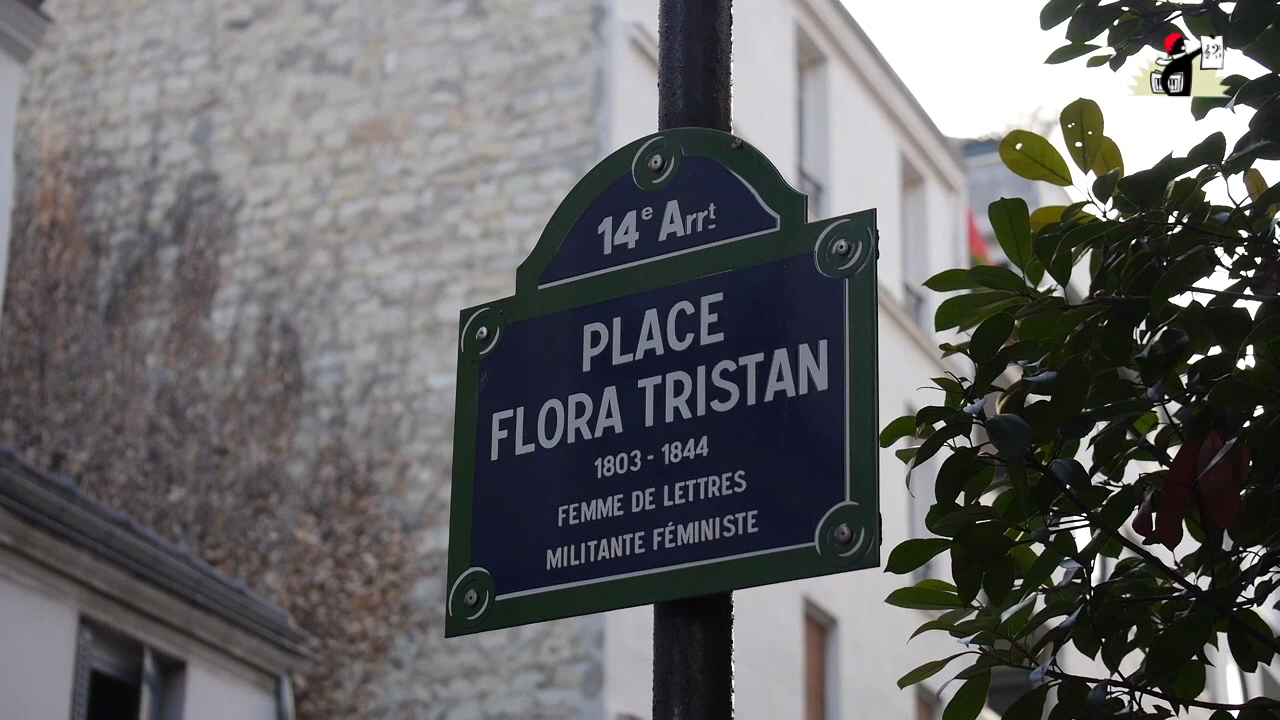 14e Arrt
PLACE
FLORA TRISTAN
1803 - 1844
FEMME DE LETTRES
MILITANTE FÉMINISTE